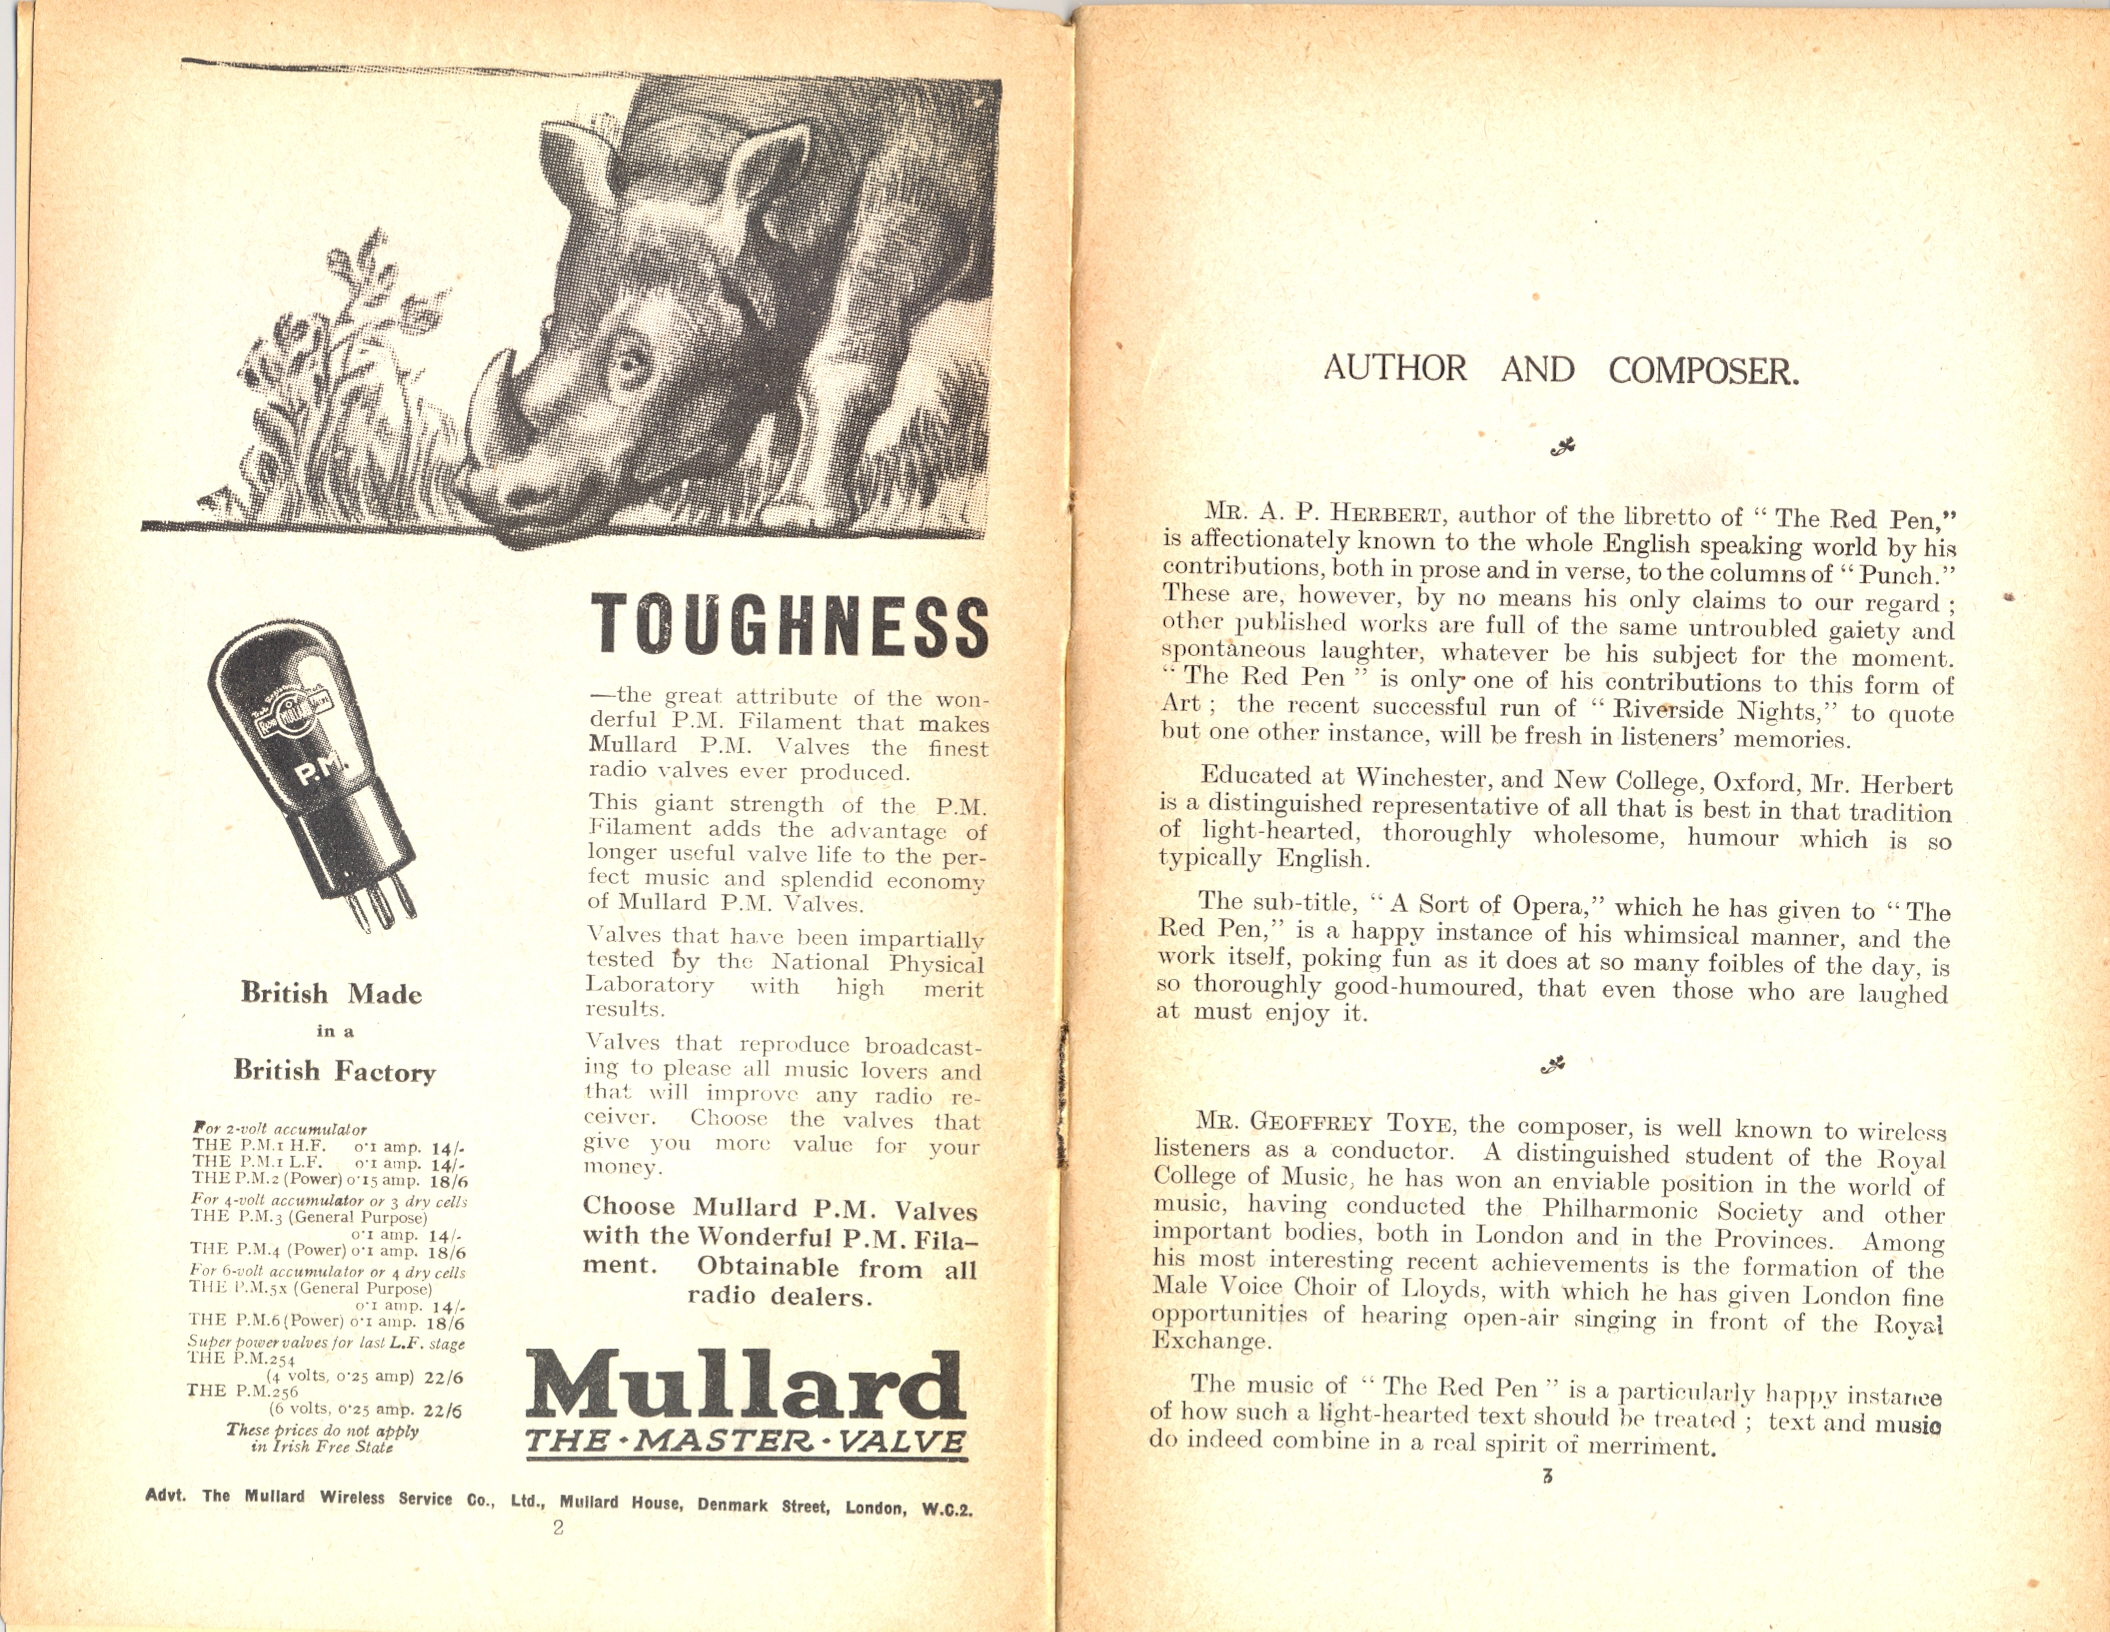 TOUGHNESS
—the great attribute of the won-
derful P.M. Filament that makes
Mullard P.M. Valves the finest
radio valves ever produced.
This giant strength of the P.M.
Filament adds the advantage of
longer useful valve life to the per-
fect music and splendid economy
of Mullard P.M. Valves.
Valves that have been impartially
tested by the National Physical
Laboratory with high merit
results.
Valves that reproduce broadcast-
ing to please all music lovers and
that will improve any radio re-
ceiver. Choose the valves that
give you more value for your
money.
Choose Mullard P.M. Valves
with the Wonderful P.M. Fila-
ment. Obtainable from all
radio dealers.
MULLARD
P.M.
British Made
in a
British Factory
For 2-volt accumulator
THE P.M.1 H.F. 0·1 amp. 14/-
THE P.M.1 L.F. 0·1 amp. 14/-
THE P.M.2 (Power) 0·15 amp. 18/6
For 4-volt accumulator or 3 dry cells
THE P.M.3 (General Purpose)
0·1 amp. 14/-
THE P.M.4 (Power) 0·1 amp. 18/6
For 6-volt accumulator or 4 dry cells
THE P.M.5X (General Purpose)
0·1 amp. 14/-
THE P.M.6 (Power) 0·1 amp. 18/6
Super power valves for last L.F. stage
THE P.M.254
(4 volts, 0·25 amp) 22/6
THE P.M.256
(6 volts, 0·25 amp. 22/6
These prices do not apply
in Irish Free State
Mullard
THE·MASTER·VALVE
Advt. The Mullard Wireless Service Co., Ltd., Mullard House, Denmark Street, London, W.C.2.
2
AUTHOR AND COMPOSER.
MR. A. P. HERBERT, author of the libretto of “ The Red Pen,”
is affectionately known to the whole English speaking world by his
contributions, both in prose and in verse, to the columns of “ Punch.”
These are, however, by no means his only claims to our regard ;
other published works are full of the same untroubled gaiety and
spontaneous laughter, whatever be his subject for the moment.
“ The Red Pen ” is only one of his contributions to this form of
Art ; the recent successful run of “ Riverside Nights,” to quote
but one other instance, will be fresh in listeners’ memories.
Educated at Winchester, and New College, Oxford, Mr. Herbert
is a distinguished representative of all that is best in that tradition
of light-hearted, thoroughly wholesome, humour which is so
typically English.
The sub-title, “ A Sort of Opera,” which he has given to “ The
Red Pen,” is a happy instance of his whimsical manner, and the
work itself, poking fun as it does at so many foibles of the day, is
so thoroughly good-humoured, that even those who are laughed
at must enjoy it.
MR. GEOFFREY TOYE, the composer, is well known to wireless
listeners as a conductor. A distinguished student of the Royal
College of Music, he has won an enviable position in the world of
music, having conducted the Philharmonic Society and other
important bodies, both in London and in the Provinces. Among
his most interesting recent achievements is the formation of the
Male Voice Choir of Lloyds, with which he has given London fine
opportunities of hearing open-air singing in front of the Royal
Exchange.
The music of “ The Red Pen ” is a particularly happy instance
of how such a light-hearted text should be treated ; text and music
do indeed combine in a real spirit of merriment.
3